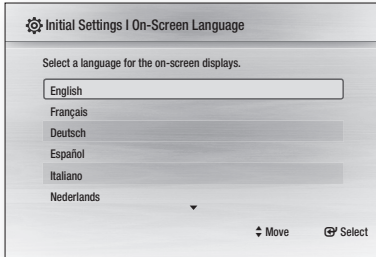 Initial Settings I On-Screen Language
Select a language for the on-screen displays.
English
Français
Deutsch
Español
Italiano
Nederlands
Move Select